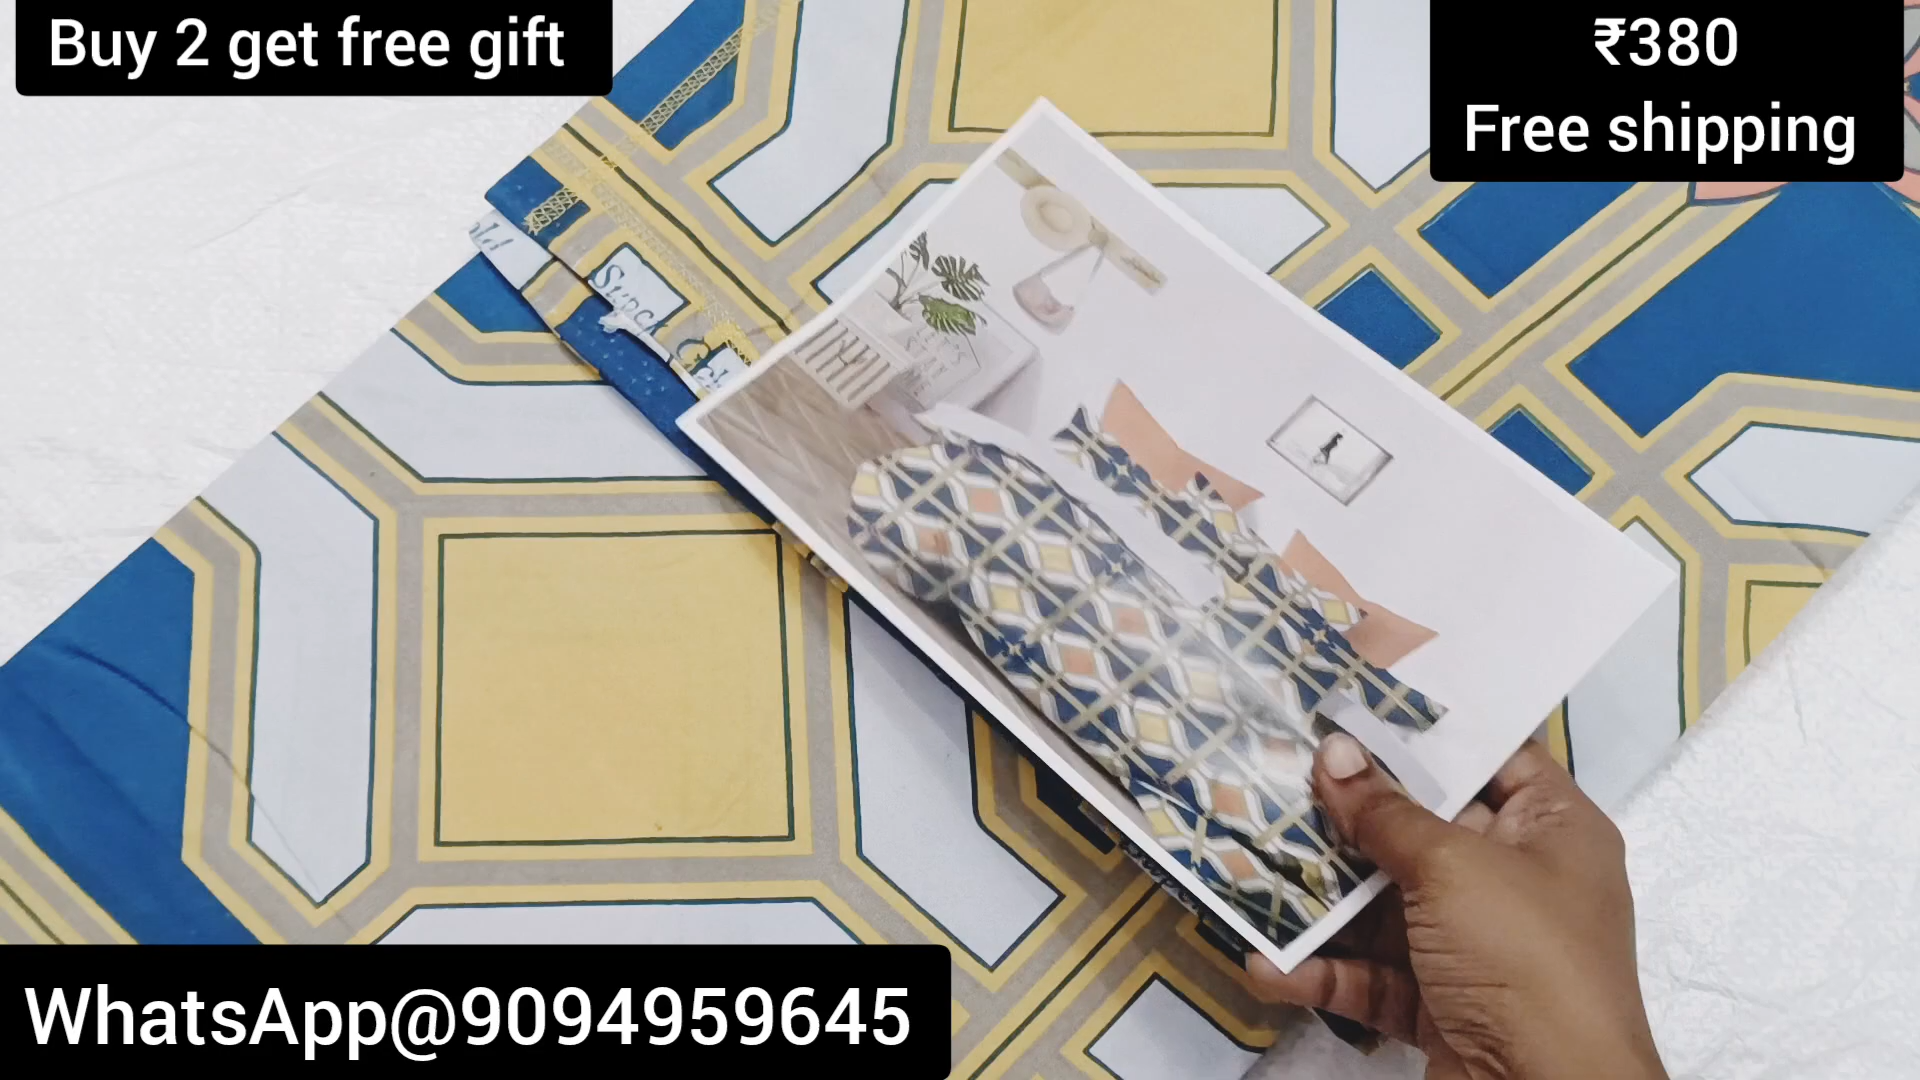 Buy 2 get free gift
₹380
Free shipping
WhatsApp@9094959645